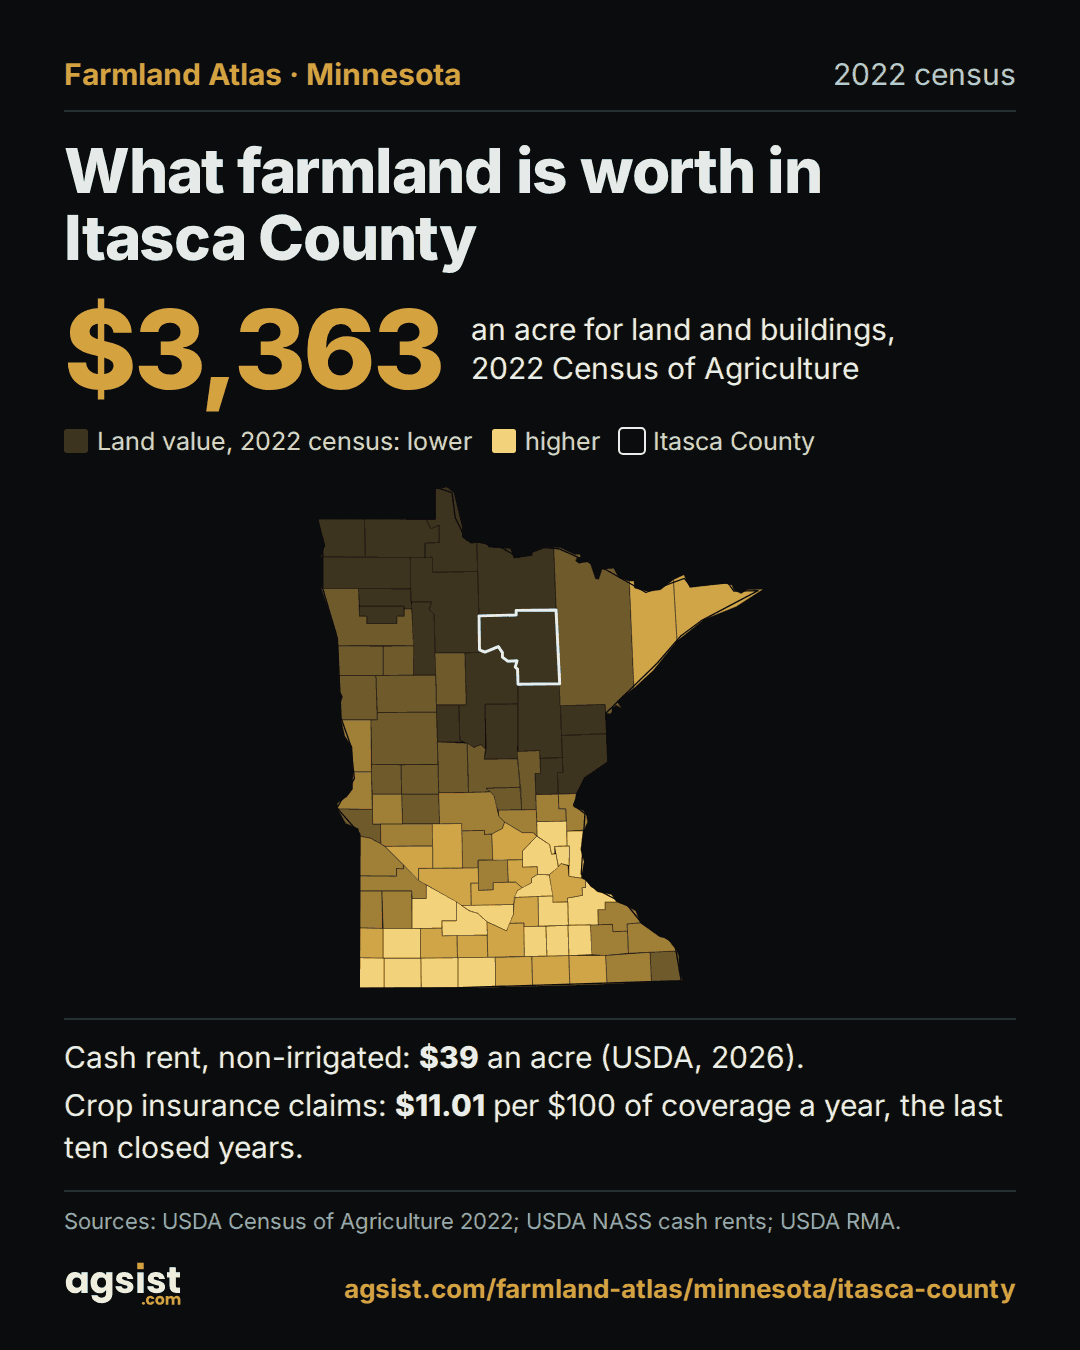 Farmland Atlas · Minnesota
2022 census
What farmland is worth in
Itasca County
$3,363
an acre for land and buildings,
2022 Census of Agriculture
Land value, 2022 census: lower
higher
Itasca County
Cash rent, non-irrigated: $39 an acre (USDA, 2026).
Crop insurance claims: $11.01 per $100 of coverage a year, the last
ten closed years.
Sources: USDA Census of Agriculture 2022; USDA NASS cash rents; USDA RMA.
agsist
.com
agsist.com/farmland-atlas/minnesota/itasca-county